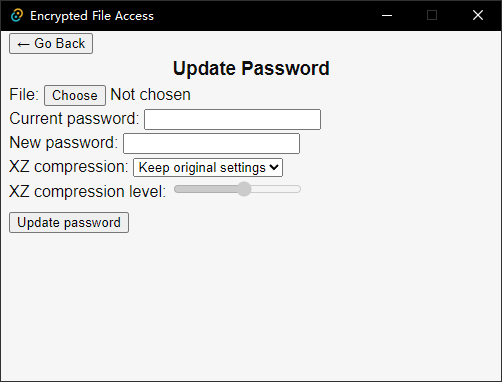 Encrypted File Access
← Go Back
Update Password
File: Choose Not chosen
Current password:
New password:
XZ compression: Keep original settings
XZ compression level:
Update password